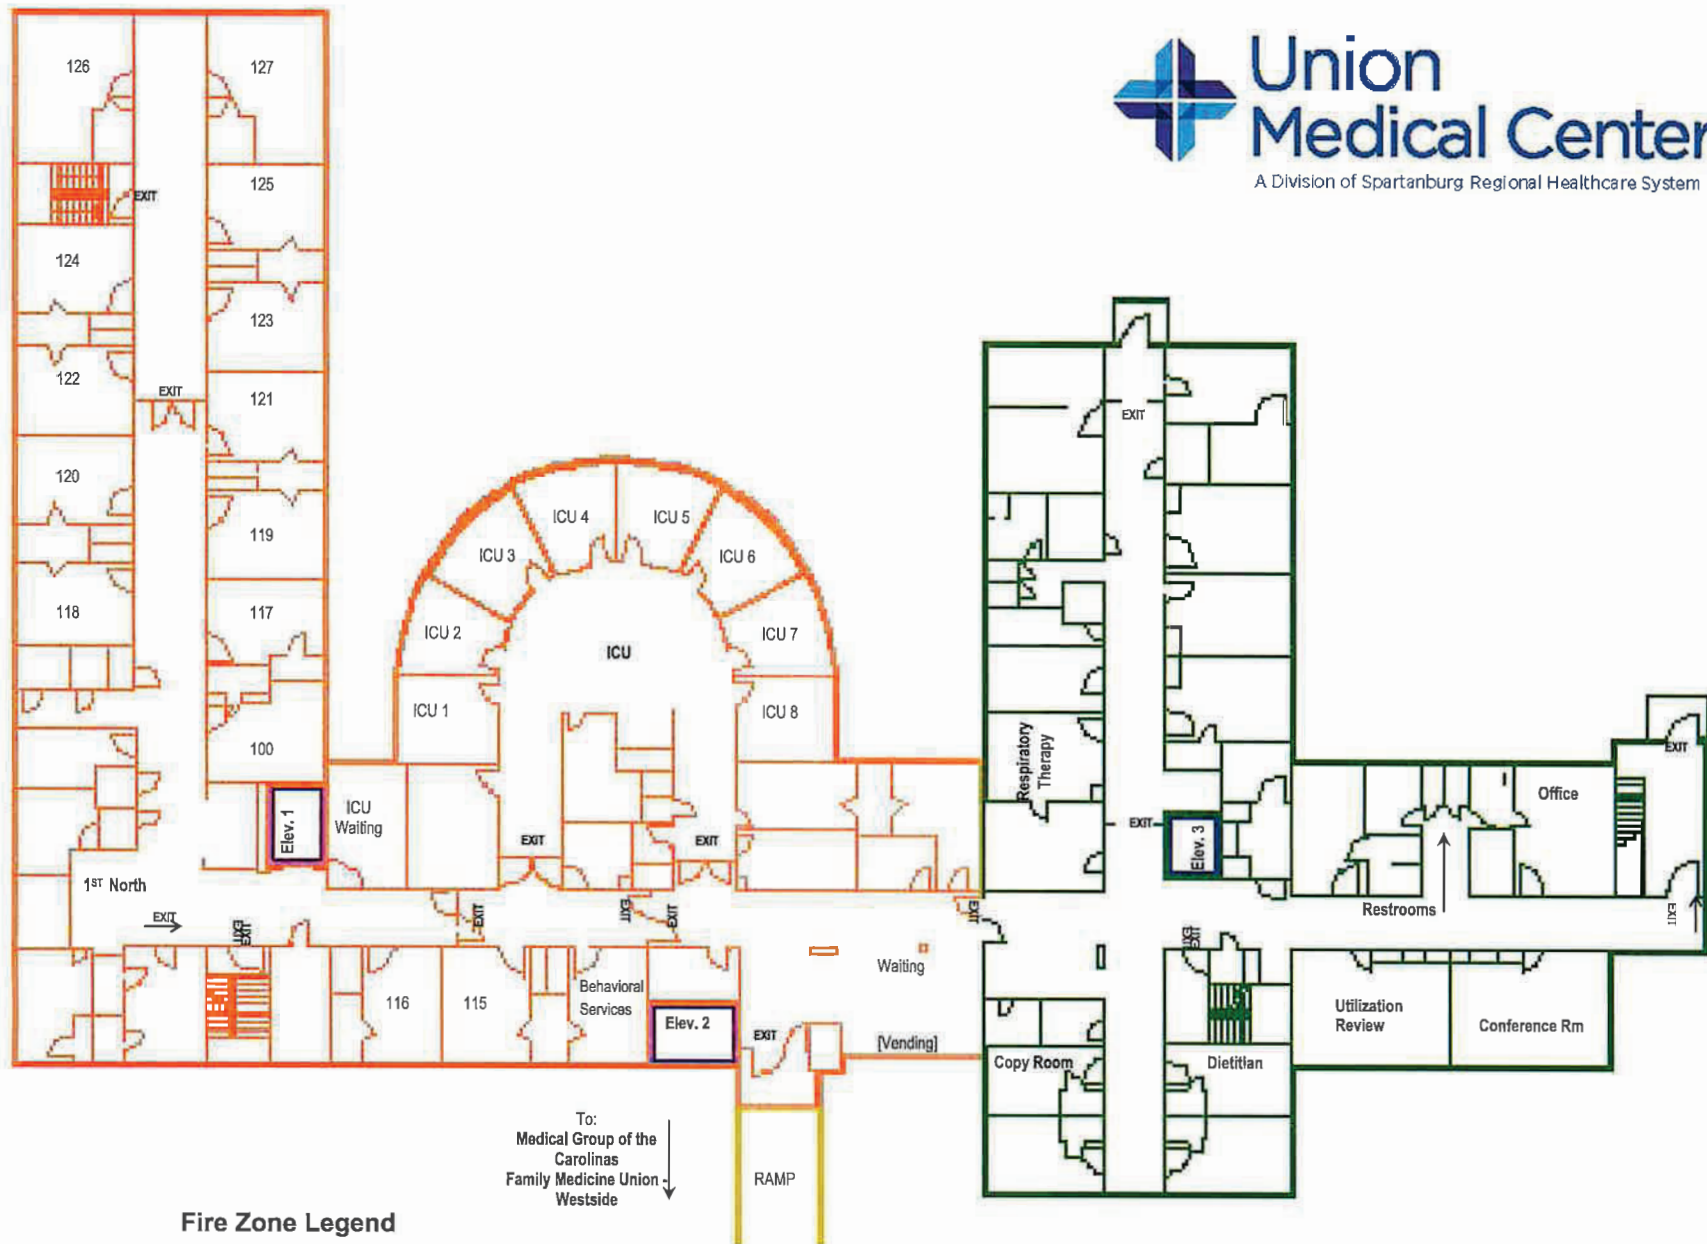 Union
Medical Center
A Division of Spartanburg Regional Healthcare System
126
127
EXIT
125
124
123
122
EXIT
121
120
119
118
117
100
Elev. 1
ICU
Waiting
1ST North
EXIT
EXIT
EXIT
ICU 1
ICU 2
ICU 3
ICU 4
ICU 5
ICU 6
ICU 7
ICU 8
ICU
EXIT
EXIT
EXIT
EXIT
EXIT
EXIT
116
115
Behavioral
Services
Elev. 2
EXIT
Waiting
[Vending]
RAMP
To:
Medical Group of the
Carolinas
Family Medicine Union -
Westside
EXIT
Respiratory
Therapy
EXIT
Elev. 3
EXIT
EXIT
Copy Room
Dietitian
Restrooms
Office
EXIT
EXIT
Utilization
Review
Conference Rm
Fire Zone Legend